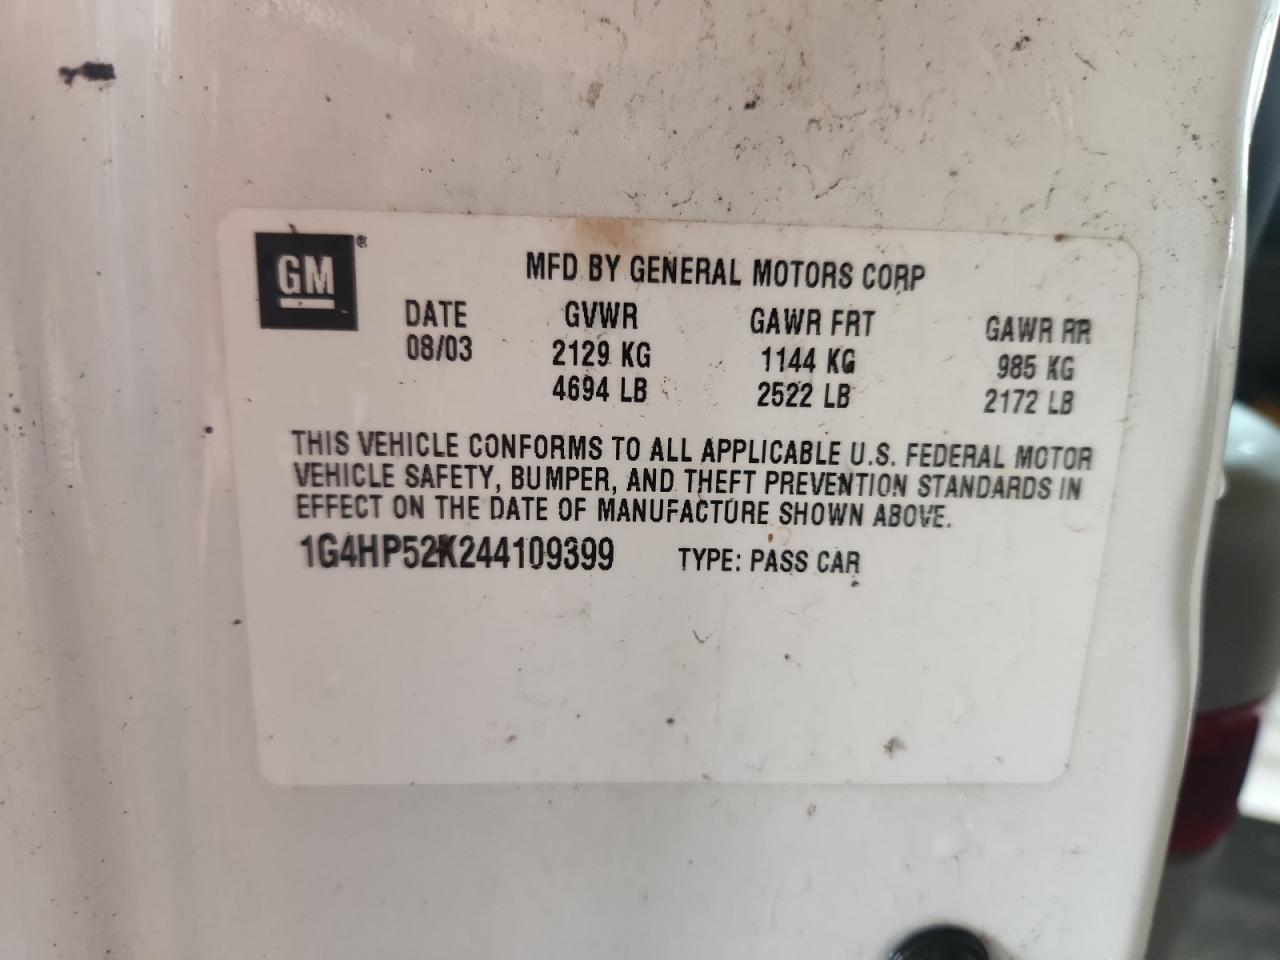 GM®
MFD BY GENERAL MOTORS CORP
DATE GVWR GAWR FRT GAWR RR
08/03 2129 KG 1144 KG 985 KG
4694 LB 2522 LB 2172 LB
THIS VEHICLE CONFORMS TO ALL APPLICABLE U.S. FEDERAL MOTOR
VEHICLE SAFETY, BUMPER, AND THEFT PREVENTION STANDARDS IN
EFFECT ON THE DATE OF MANUFACTURE SHOWN ABOVE.
1G4HP52K244109399 TYPE: PASS CAR